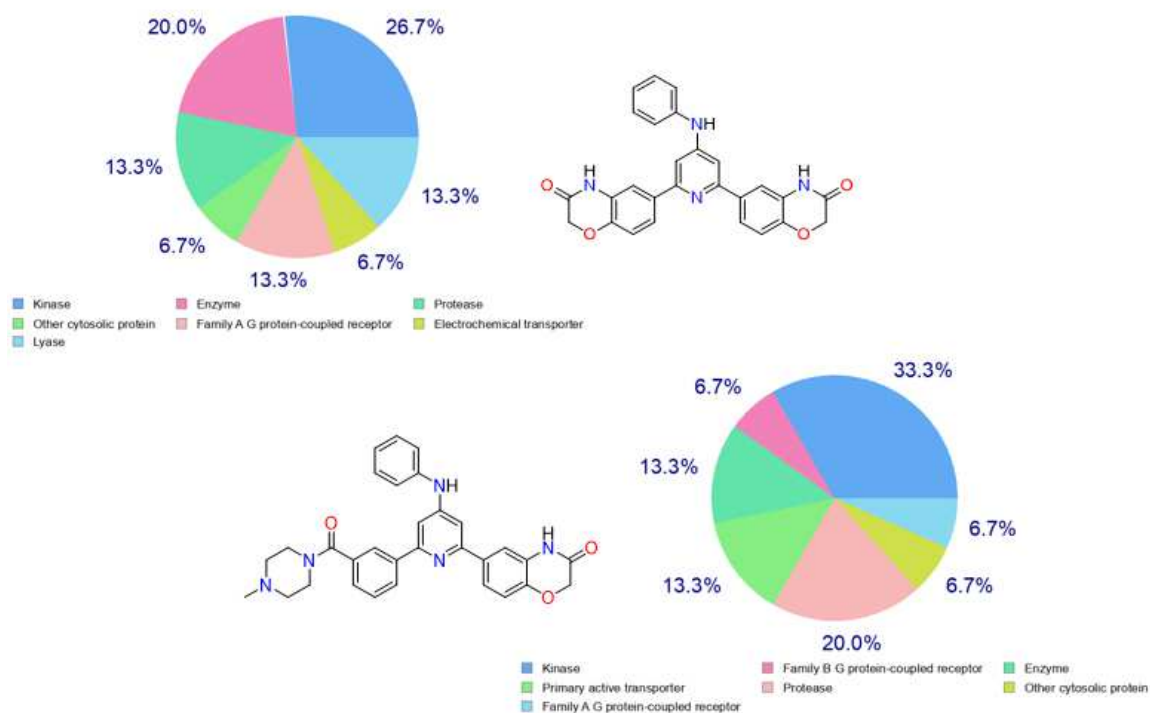 20.0%
26.7%
13.3%
13.3%
6.7%
6.7%
13.3%
Kinase
Enzyme
Protease
Other cytosolic protein
Family A G protein-coupled receptor
Electrochemical transporter
Lyase
NH
H
N
O
O
N
H
N
O
O
33.3%
6.7%
13.3%
6.7%
13.3%
6.7%
20.0%
NH
O
N
N
N
H
N
O
O
Kinase
Family B G protein-coupled receptor
Enzyme
Primary active transporter
Protease
Other cytosolic protein
Family A G protein-coupled receptor